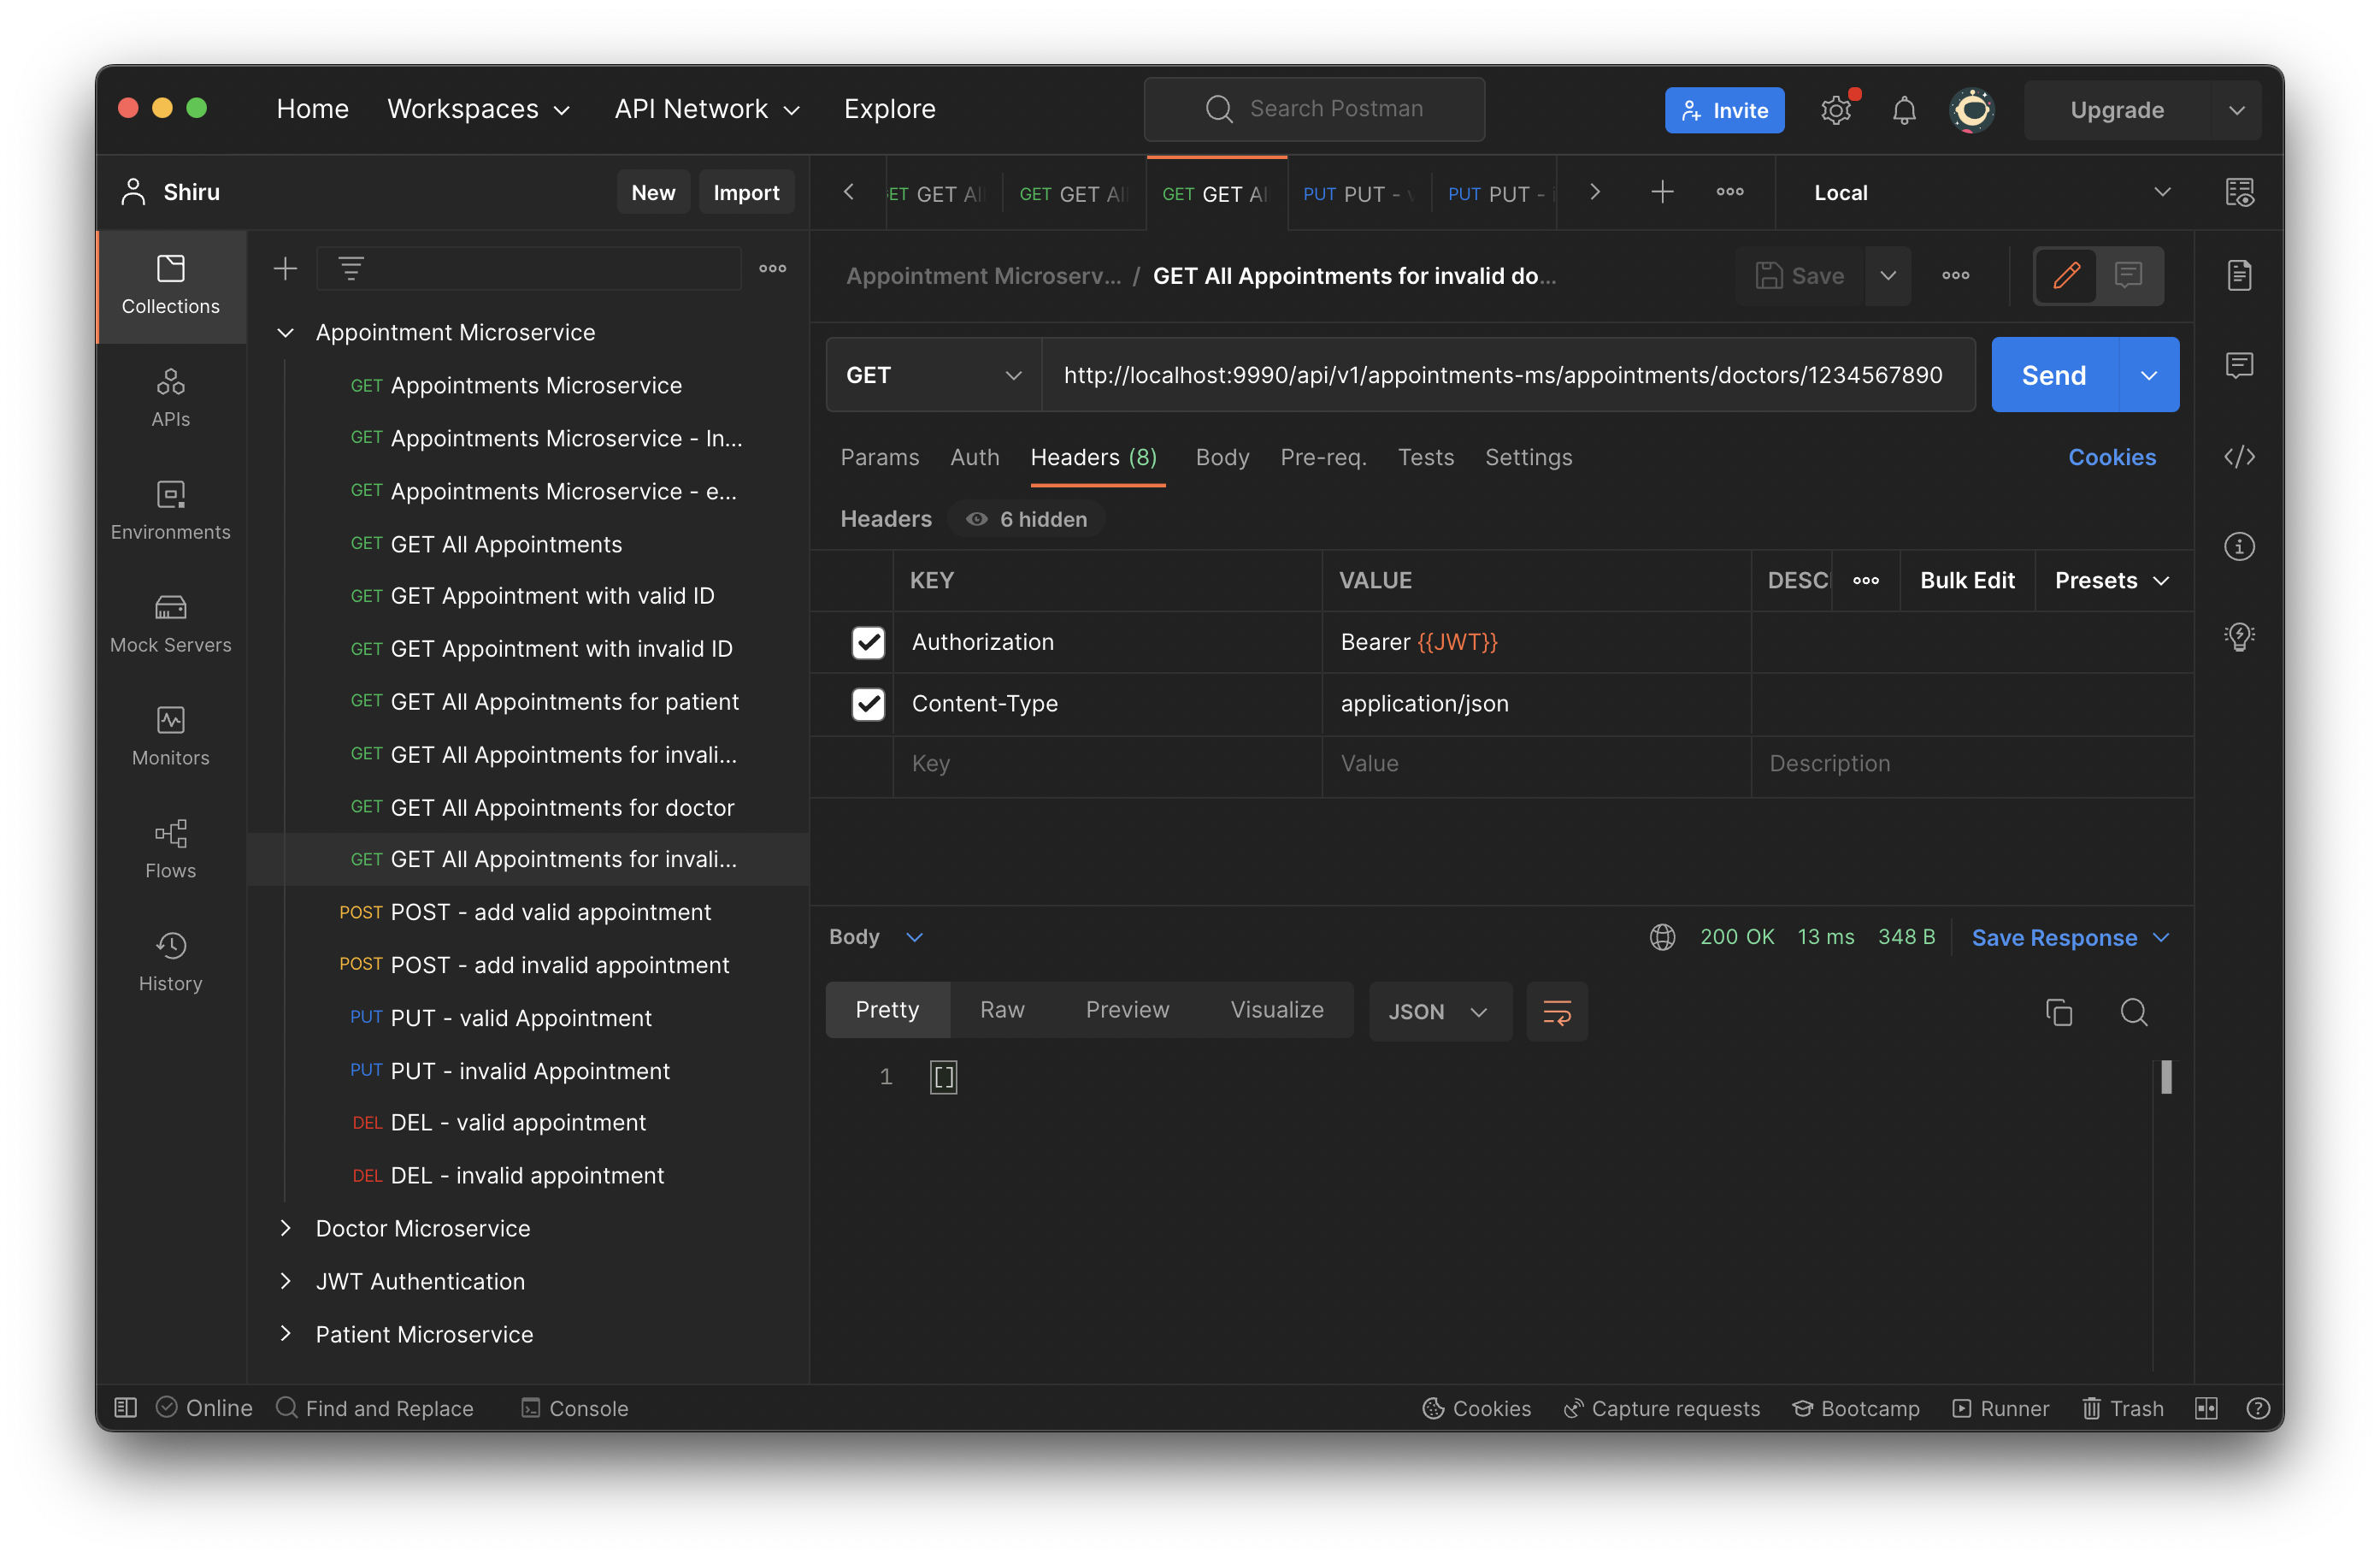 Home Workspaces API Network Explore Search Postman Invite Upgrade
Shiru New Import
GET GET Al GET GET Al GET GET Al PUT PUT - PUT PUT - Local
Collections
APIs
Environments
Mock Servers
Monitors
Flows
History
Appointment Microservice
GET Appointments Microservice
GET Appointments Microservice - In...
GET Appointments Microservice - e...
GET GET All Appointments
GET GET Appointment with valid ID
GET GET Appointment with invalid ID
GET GET All Appointments for patient
GET GET All Appointments for invali...
GET GET All Appointments for doctor
GET GET All Appointments for invali...
POST POST - add valid appointment
POST POST - add invalid appointment
PUT PUT - valid Appointment
PUT PUT - invalid Appointment
DEL DEL - valid appointment
DEL DEL - invalid appointment
Doctor Microservice
JWT Authentication
Patient Microservice
Appointment Microserv... / GET All Appointments for invalid do... Save
GET http://localhost:9990/api/v1/appointments-ms/appointments/doctors/1234567890 Send
Params Auth Headers (8) Body Pre-req. Tests Settings Cookies
Headers 6 hidden
KEY VALUE DESC Bulk Edit Presets
Authorization Bearer {{JWT}}
Content-Type application/json
Key Value Description
Body 200 OK 13 ms 348 B Save Response
Pretty Raw Preview Visualize JSON
1 []
Online Find and Replace Console Cookies Capture requests Bootcamp Runner Trash